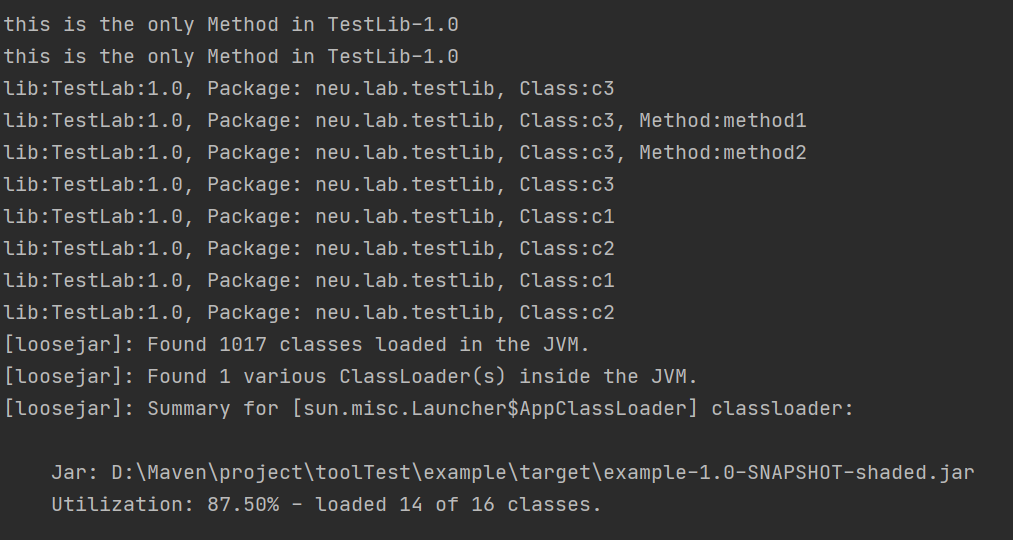 this is the only Method in TestLib-1.0
this is the only Method in TestLib-1.0
lib:TestLab:1.0, Package: neu.lab.testlib, Class:c3
lib:TestLab:1.0, Package: neu.lab.testlib, Class:c3, Method:method1
lib:TestLab:1.0, Package: neu.lab.testlib, Class:c3, Method:method2
lib:TestLab:1.0, Package: neu.lab.testlib, Class:c3
lib:TestLab:1.0, Package: neu.lab.testlib, Class:c1
lib:TestLab:1.0, Package: neu.lab.testlib, Class:c2
lib:TestLab:1.0, Package: neu.lab.testlib, Class:c1
lib:TestLab:1.0, Package: neu.lab.testlib, Class:c2
[loosejar]: Found 1017 classes loaded in the JVM.
[loosejar]: Found 1 various ClassLoader(s) inside the JVM.
[loosejar]: Summary for [sun.misc.Launcher$AppClassLoader] classloader:
Jar: D:\Maven\project\toolTest\example\target\example-1.0-SNAPSHOT-shaded.jar
Utilization: 87.50% - loaded 14 of 16 classes.